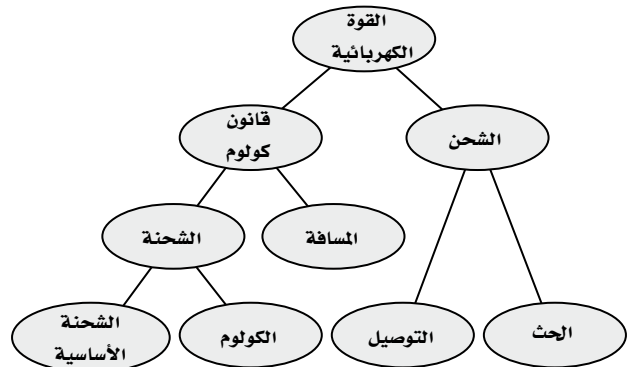 القوة
الكهربائية
قانون
كولوم
الشحن
الشحنة
المسافة
الشحنة
الأساسية
الكولوم
التوصيل
الحث